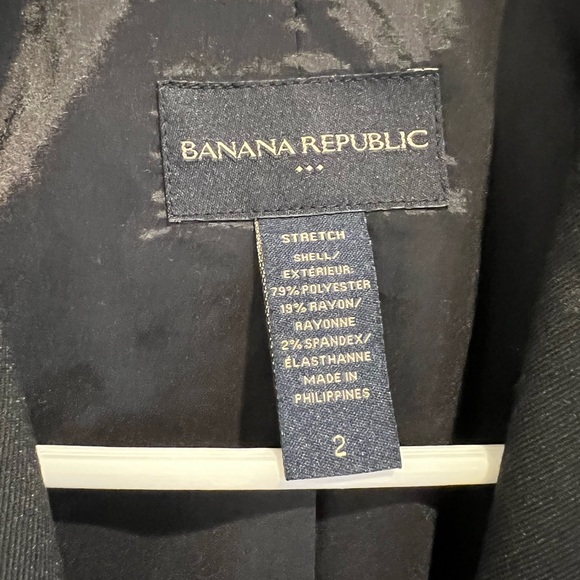 BANANA REPUBLIC
STRETCH
SHELL/
EXTÉRIEUR:
79% POLYESTER
19% RAYON/
RAYONNE
2% SPANDEX/
ÉLASTHANNE
MADE IN
PHILIPPINES
2